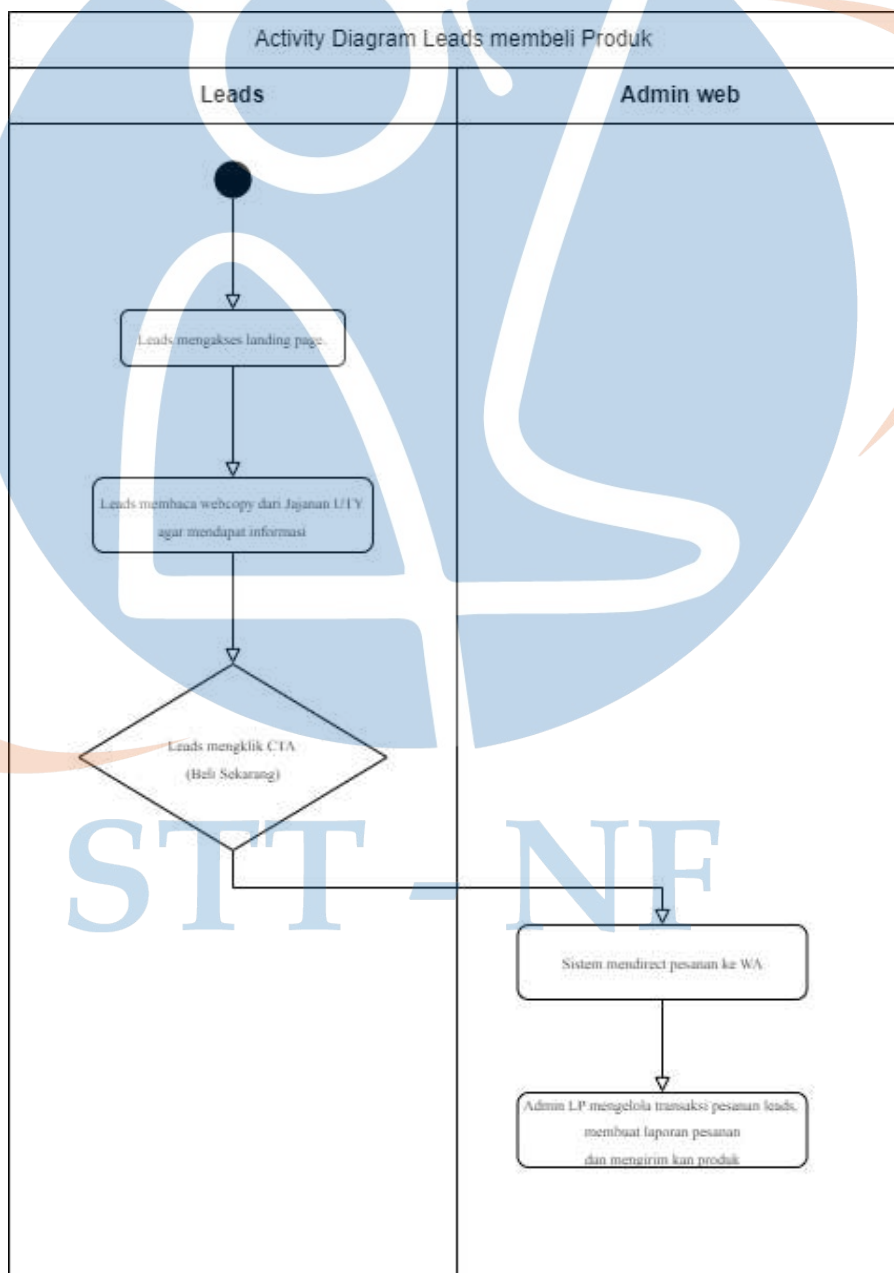 Activity Diagram Leads membeli Produk
Leads
Admin web
Leads mengakses landing page.
Leads membaca webcopy dari Jajanan UTY
agar mendapat informasi
Leads mengklik CTA
(Beli Sekarang)
STT - NF
Sistem mendirect pesanan ke WA
Admin LP mengelola transaksi pesanan leads,
membuat laporan pesanan
dan mengirim kan produk